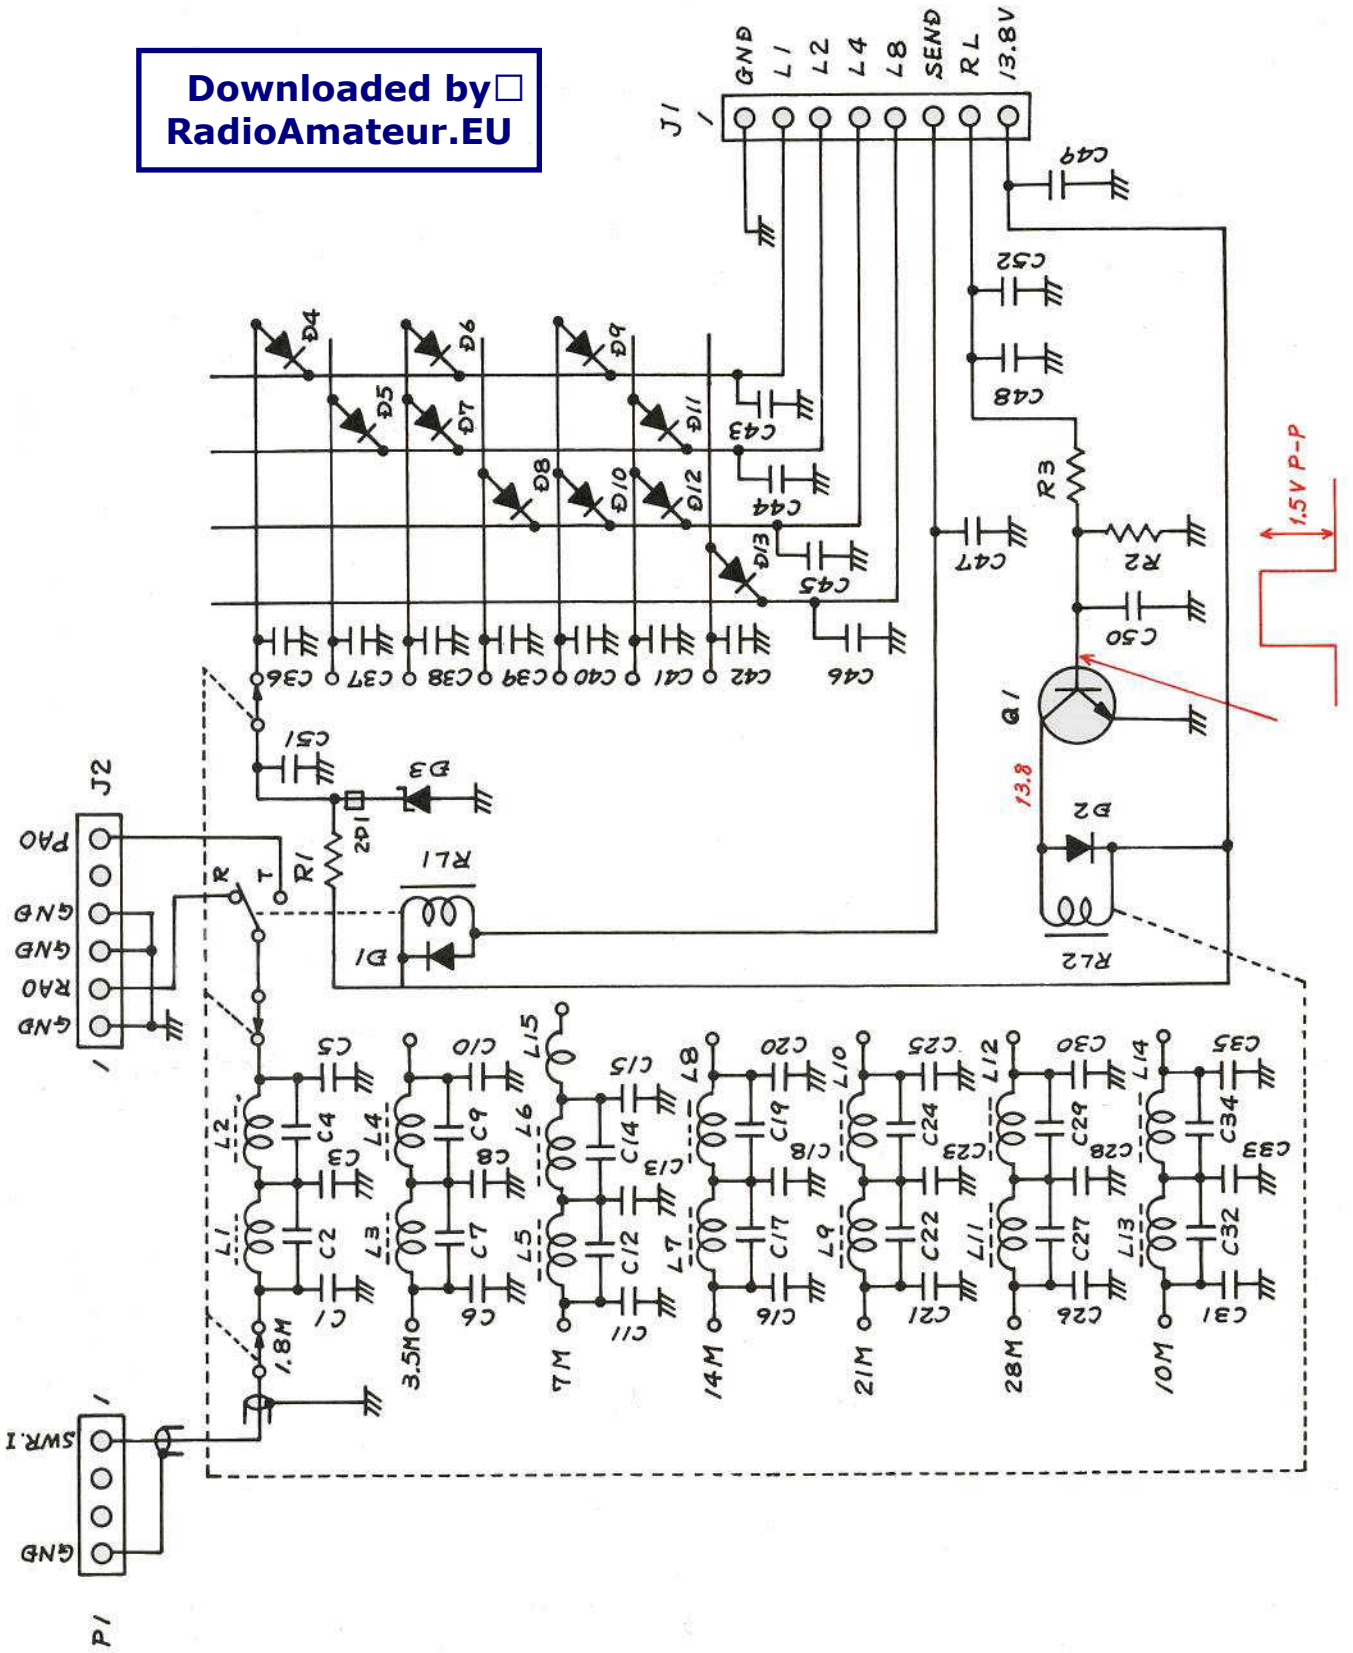 Downloaded by□
RadioAmateur.EU
J1
1
GND
L1
L2
L4
L8
SEND
RL
13.8V
C49
C52
C48
D4
D6
D9
D5
D7
D11
D8
D10
D12
D13
C43
C44
C45
C46
C47
R3
R2
C50
1.5V P-P
C36
C37
C38
C39
C40
C41
C42
Q1
13.8
D2
RL2
C51
D3
ZD1
R1
RL1
D1
J2
PAO
GND
GND
RAO
GND
1
R
T
L2
C5
C4
C3
L1
C2
C1
1.8M
L4
C10
C9
C8
L3
C7
C6
3.5M
L15
L6
C15
C14
C13
L5
C12
C11
7M
L8
C20
C19
C18
L7
C17
C16
14M
L10
C25
C24
C23
L9
C22
C21
21M
L12
C30
C29
C28
L11
C27
C26
28M
L14
C35
C34
C33
L13
C32
C31
10M
1
SWR.I
GND
P1